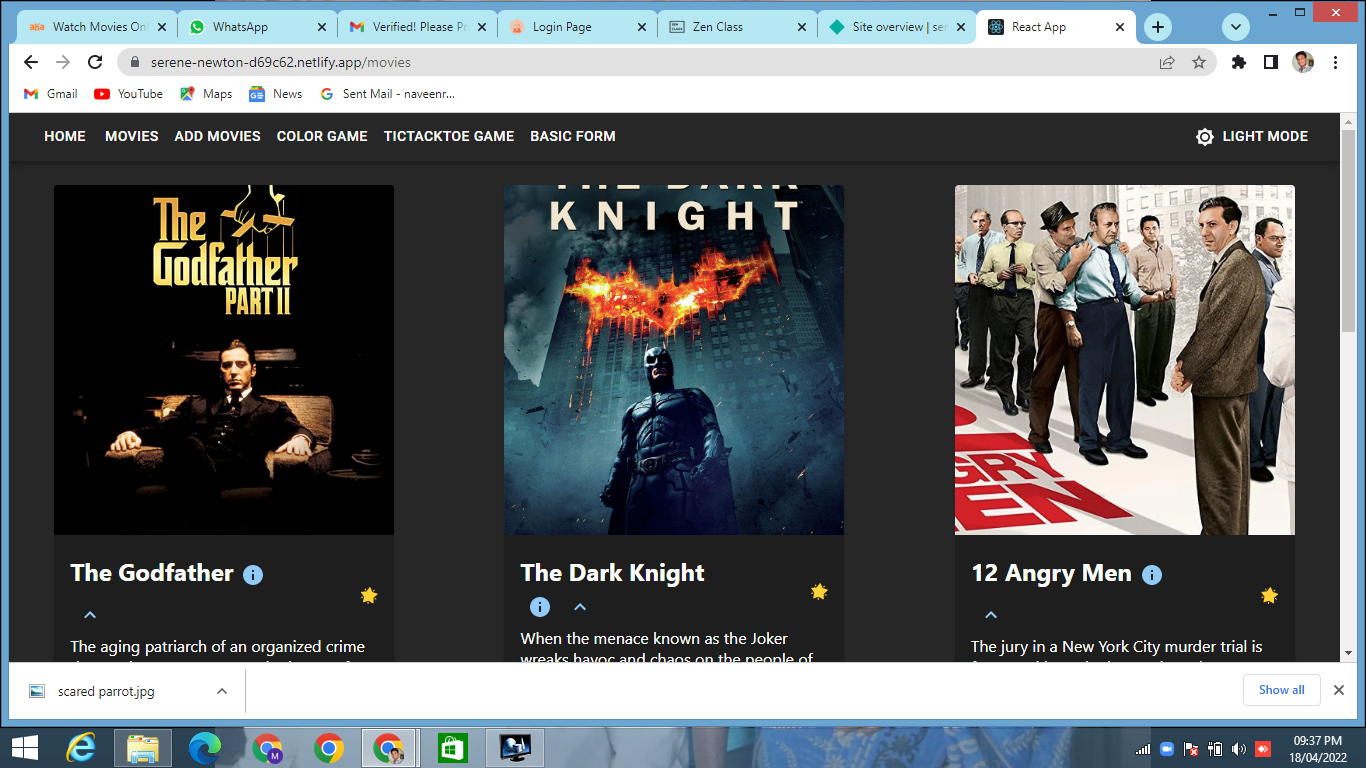 Watch Movies Onl
WhatsApp
Verified! Please Pr
Login Page
Zen Class
Site overview | ser
React App
serene-newton-d69c62.netlify.app/movies
Gmail
YouTube
Maps
News
Sent Mail - naveenr...
HOME MOVIES ADD MOVIES COLOR GAME TICTACKTOE GAME BASIC FORM LIGHT MODE
The
Godfather
PART II
THE DARK
KNIGHT
GRY
EN
The Godfather
The aging patriarch of an organized crime
The Dark Knight
When the menace known as the Joker
wreaks havoc and chaos on the people of
12 Angry Men
The jury in a New York City murder trial is
scared parrot.jpg
Show all
09:37 PM
18/04/2022